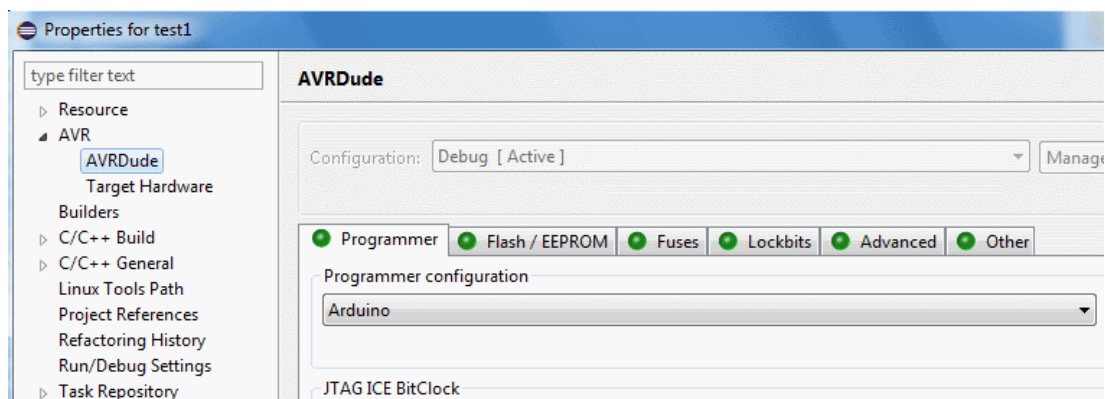 Properties for test1
type filter text
Resource
AVR
AVRDude
Target Hardware
Builders
C/C++ Build
C/C++ General
Linux Tools Path
Project References
Refactoring History
Run/Debug Settings
Task Repository
AVRDude
Configuration: Debug [ Active ] Manage
Programmer Flash / EEPROM Fuses Lockbits Advanced Other
Programmer configuration
Arduino
JTAG ICE BitClock